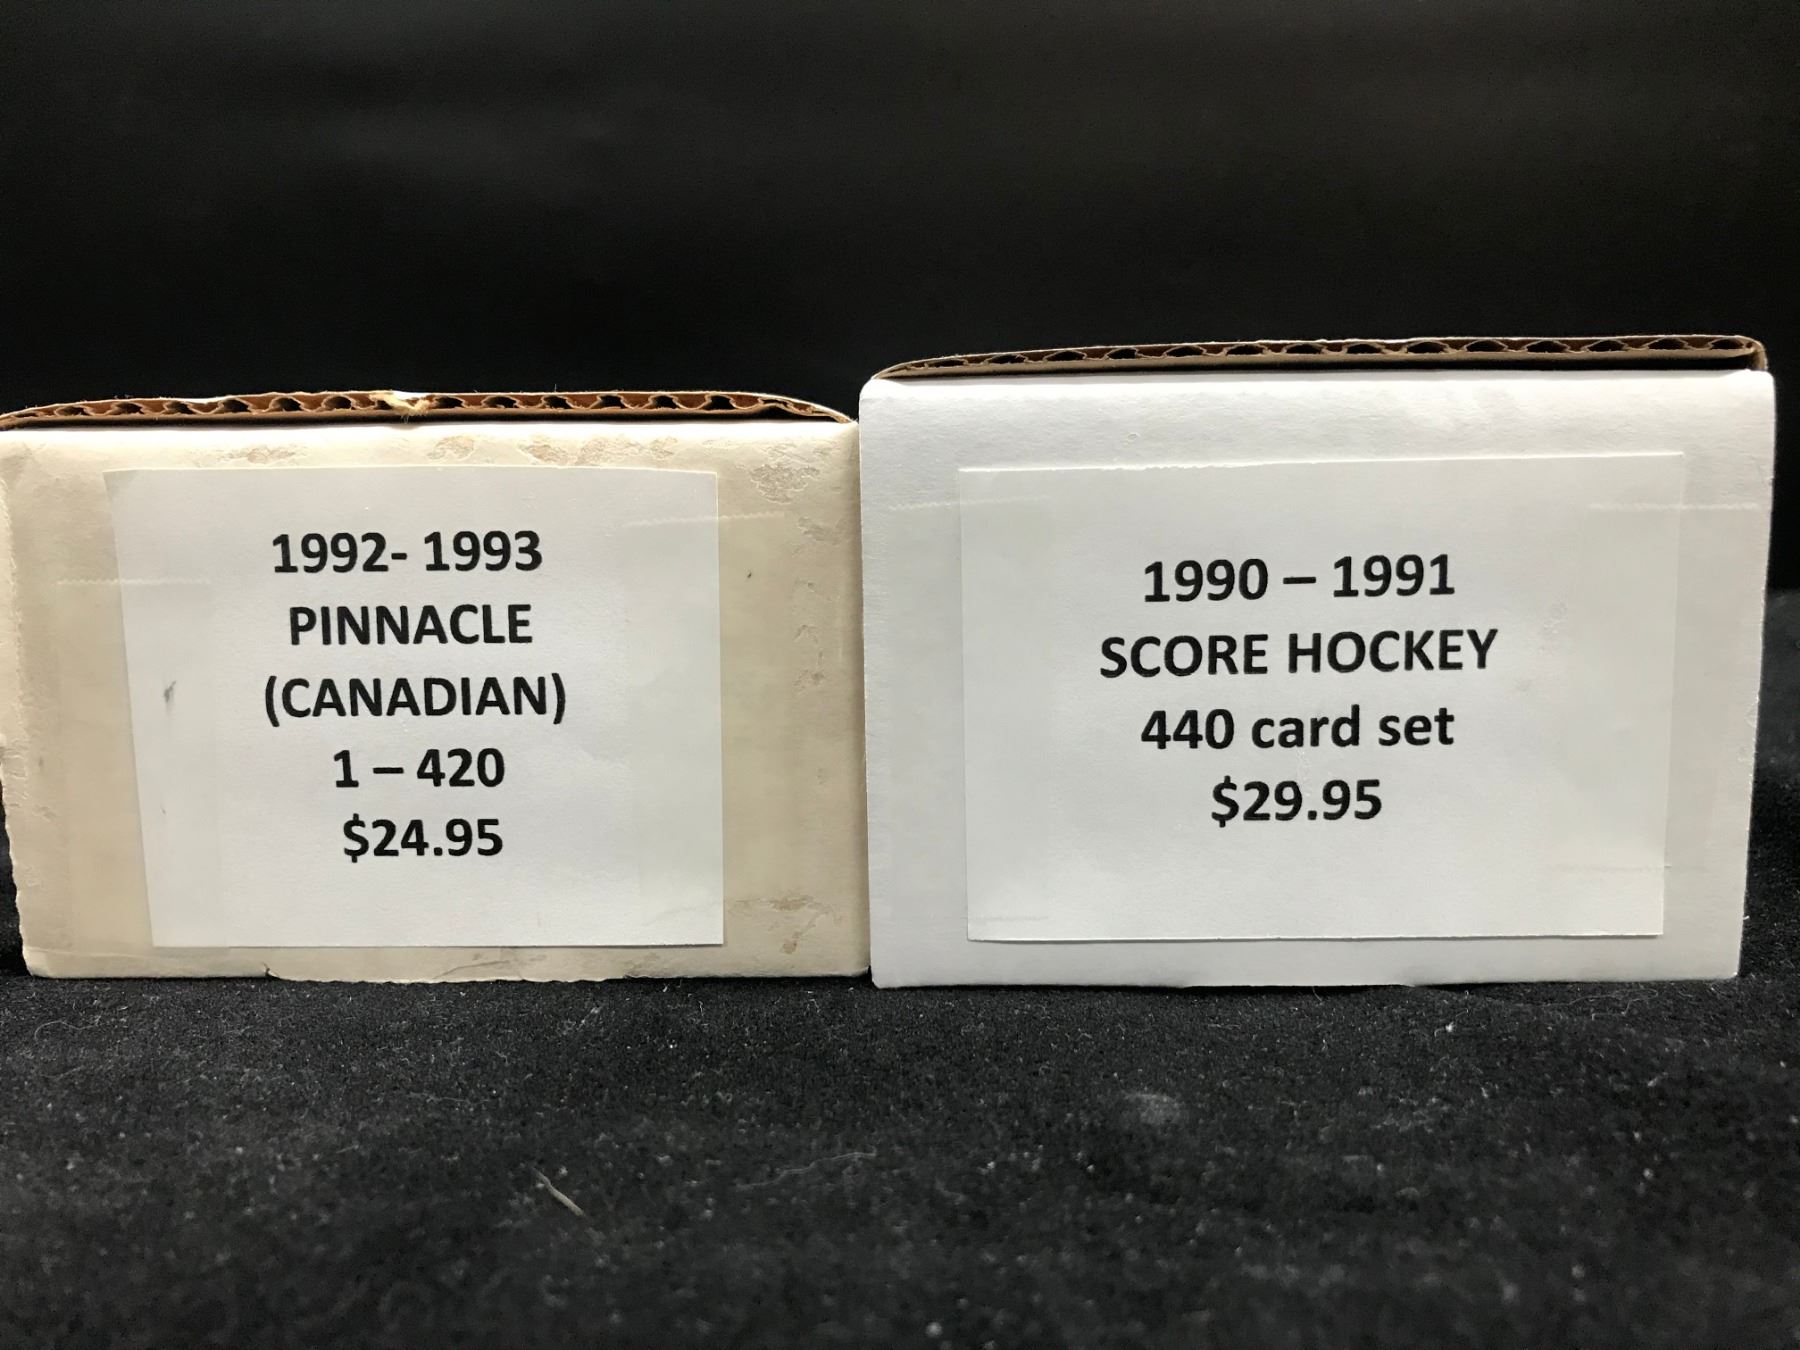 1992- 1993
PINNACLE
(CANADIAN)
1 – 420
$24.95
1990 – 1991
SCORE HOCKEY
440 card set
$29.95